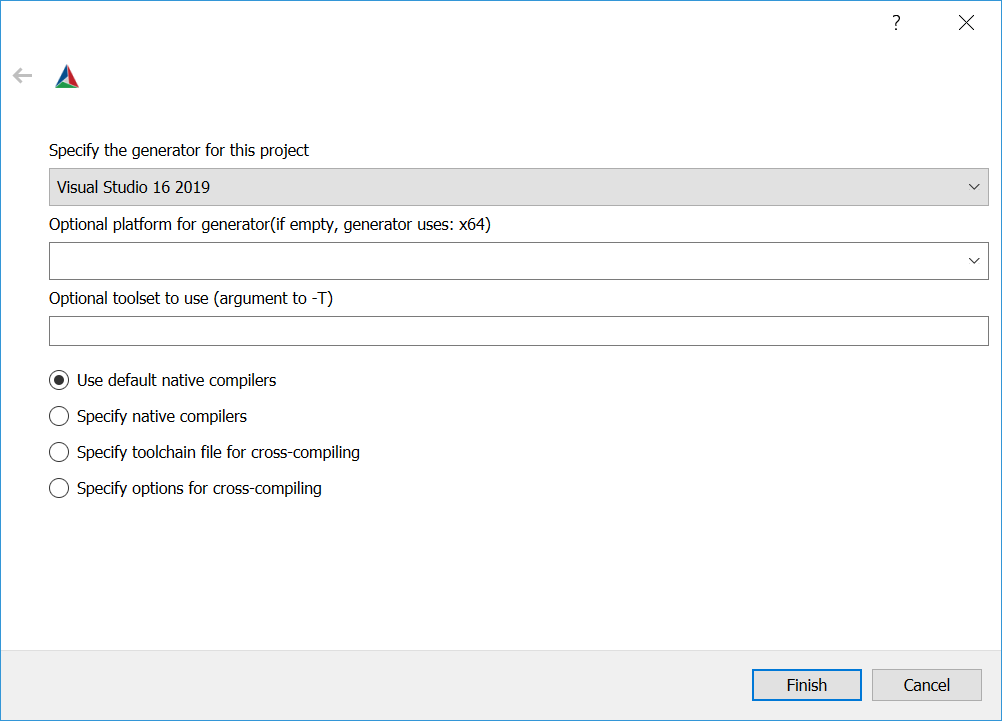 ?
Specify the generator for this project
Visual Studio 16 2019
Optional platform for generator(if empty, generator uses: x64)
Optional toolset to use (argument to -T)
Use default native compilers
Specify native compilers
Specify toolchain file for cross-compiling
Specify options for cross-compiling
Finish
Cancel